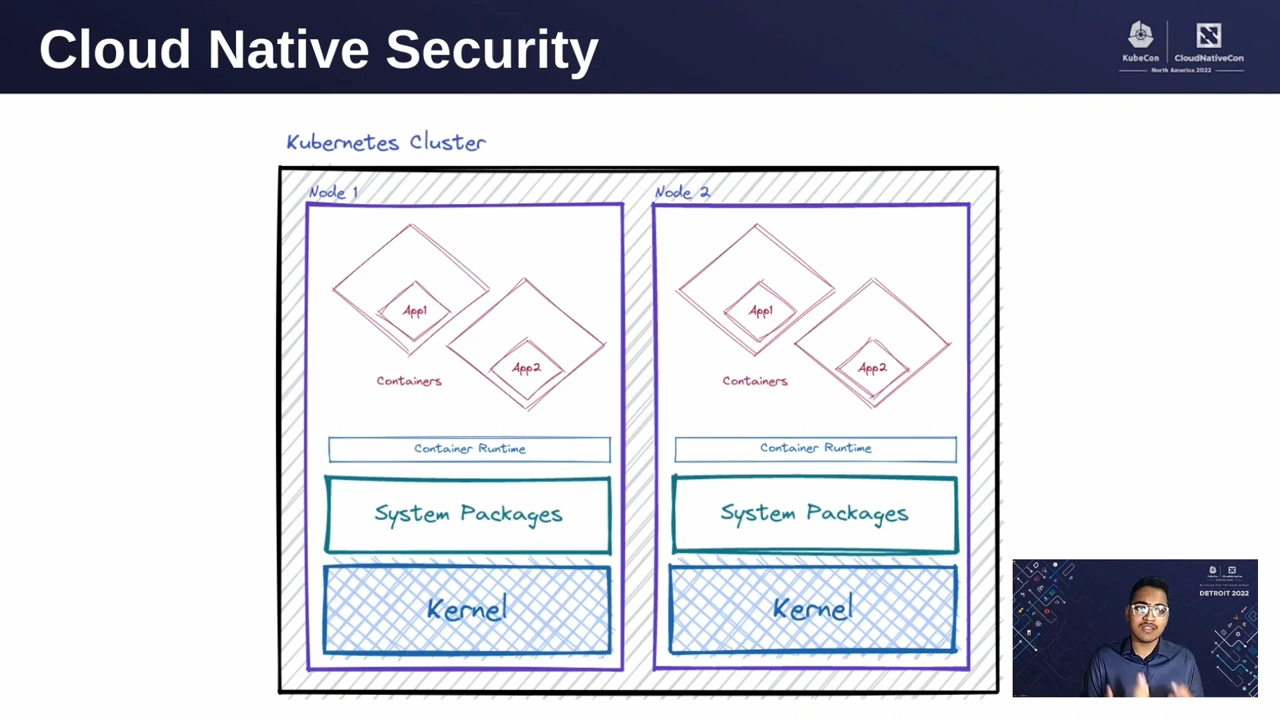 Cloud Native Security
KubeCon
CloudNativeCon
North America 2022
Kubernetes Cluster
Node 1
App1
App2
Containers
Container Runtime
System Packages
Kernel
Node 2
App1
App2
Containers
Container Runtime
System Packages
Kernel
DETROIT 2022